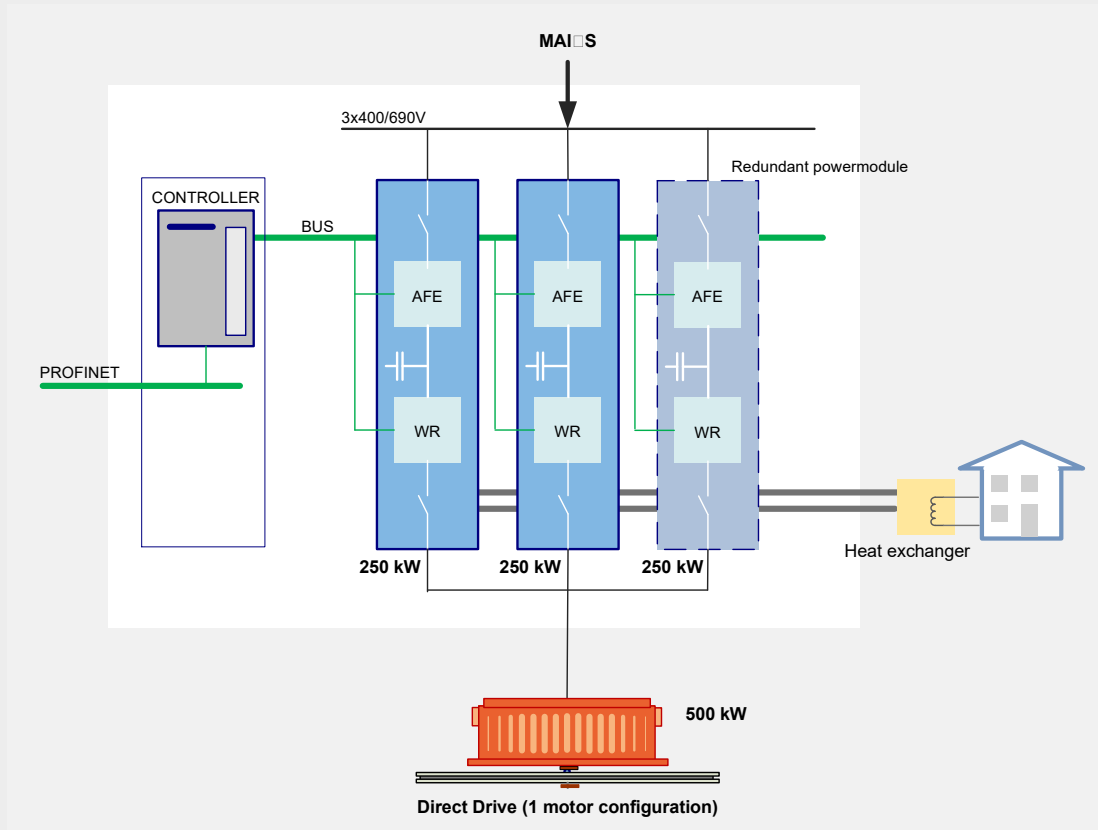 MAI□S
3x400/690V
Redundant powermodule
CONTROLLER
BUS
AFE
AFE
AFE
PROFINET
WR
WR
WR
Heat exchanger
250 kW
250 kW
250 kW
500 kW
Direct Drive (1 motor configuration)